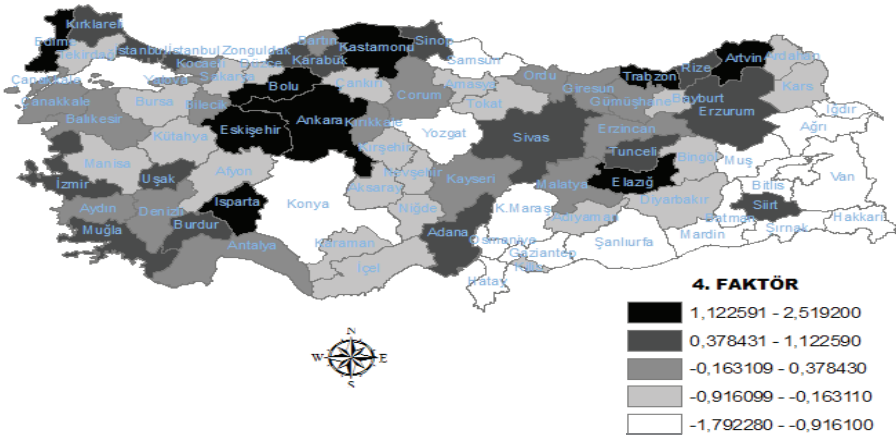 Kırklareli
Edirne
Tekirdağ
İstanbul
İstanbul
Kocaeli
Yalova
Sakarya
Düzce
Zonguldak
Bartın
Karabük
Kastamonu
Sinop
Samsun
Çanakkale
Çanakkale
Balıkesir
Bursa
Bilecik
Bolu
Çankırı
Çorum
Amasya
Tokat
Ordu
Giresun
Trabzon
Rize
Artvin
Ardahan
Kars
Gümüşhane
Bayburt
Erzurum
Iğdır
Ağrı
Kütahya
Eskişehir
Ankara
Kırıkkale
Kırşehir
Yozgat
Sivas
Erzincan
Tunceli
Bingöl
Muş
Manisa
İzmir
Uşak
Afyon
Aksaray
Nevşehir
Kayseri
Malatya
Elazığ
Bitlis
Van
Aydın
Denizli
Isparta
Konya
Niğde
K.Maraş
Adıyaman
Diyarbakır
Batman
Siirt
Hakkari
Şırnak
Muğla
Burdur
Antalya
Karaman
İçel
Adana
Osmaniya
Gaziantep
Kilis
Şanlıurfa
Mardin
Hatay
N
W
E
S
4. FAKTÖR
1,122591 - 2,519200
0,378431 - 1,122590
-0,163109 - 0,378430
-0,916099 - -0,163110
-1,792280 - -0,916100